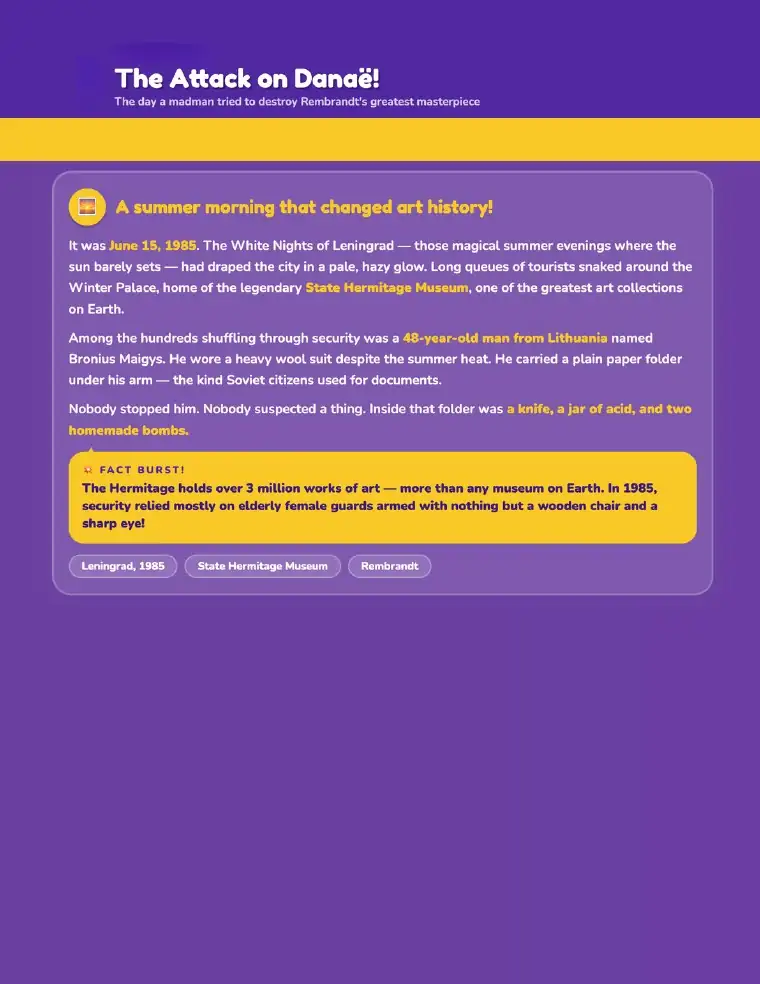 The Attack on Danaë!
The day a madman tried to destroy Rembrandt's greatest masterpiece
A summer morning that changed art history!
It was June 15, 1985. The White Nights of Leningrad — those magical summer evenings where the
sun barely sets — had draped the city in a pale, hazy glow. Long queues of tourists snaked around the
Winter Palace, home of the legendary State Hermitage Museum, one of the greatest art collections
on Earth.
Among the hundreds shuffling through security was a 48-year-old man from Lithuania named
Bronius Maigys. He wore a heavy wool suit despite the summer heat. He carried a plain paper folder
under his arm — the kind Soviet citizens used for documents.
Nobody stopped him. Nobody suspected a thing. Inside that folder was a knife, a jar of acid, and two
homemade bombs.
FACT BURST!
The Hermitage holds over 3 million works of art — more than any museum on Earth. In 1985,
security relied mostly on elderly female guards armed with nothing but a wooden chair and a
sharp eye!
Leningrad, 1985 State Hermitage Museum Rembrandt